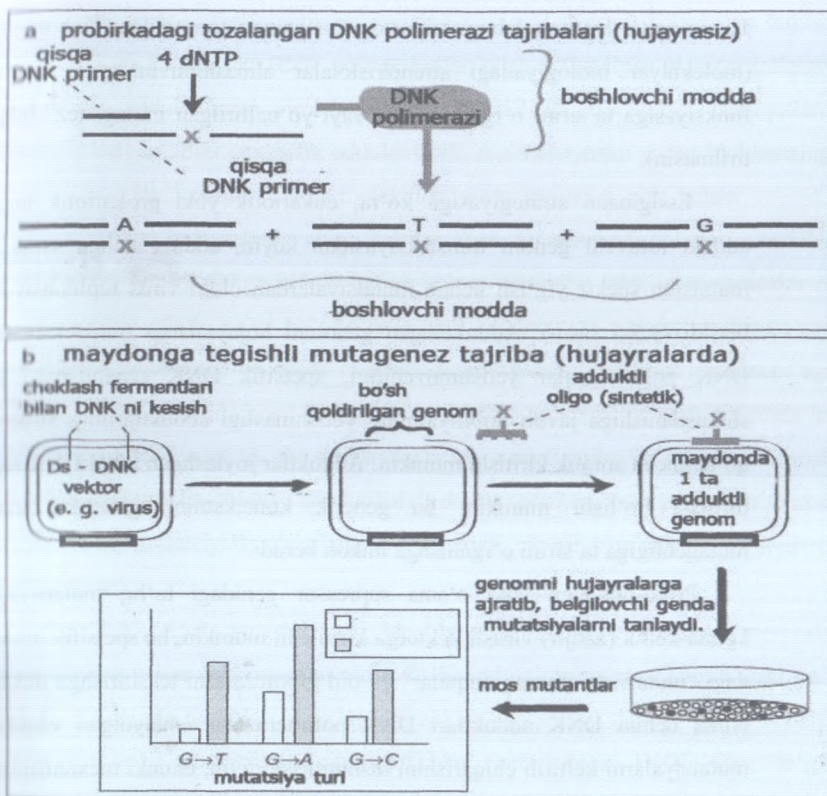 a probirkadagi tozalangan DNK polimerazi tajribalari (hujayrasiz)
qisqa
DNK primer
4 dNTP
X
qisqa
DNK primer
DNK
polimerazi
boshlovchi modda
A
X
+
T
X
+
G
X
boshlovchi modda
b maydonga tegishli mutagenez tajriba (hujayralarda)
cheklash fermentdari
bilan DNK ni kesish
Ds - DNK
vektor
(e. g. virus)
bo'sh
qoldirilgan genom
X
adduktli
oligo (sintetik)
X
maydonda
1 ta
adduktli
genom
genomni hujayralarga
ajratib, belgilovchi genda
mutatsiyalarni tanlaydi.
mos mutantlar
G→T G→A G→C
mutatsiya turi